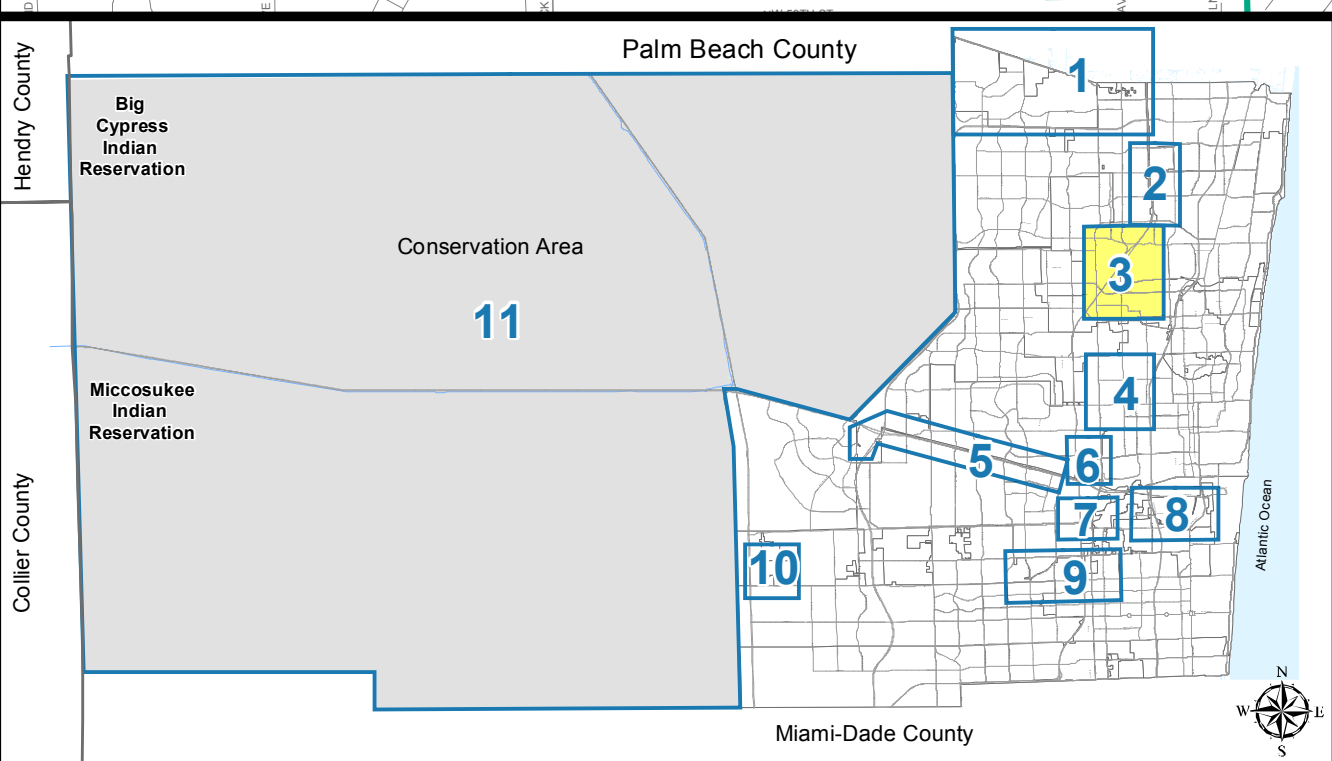 Palm Beach County
Hendry County
Big
Cypress
Indian
Reservation
1
2
Conservation Area
3
11
Miccosukee
Indian
Reservation
4
5
6
7
8
Collier County
Atlantic Ocean
10
9
N
W
E
S
Miami-Dade County